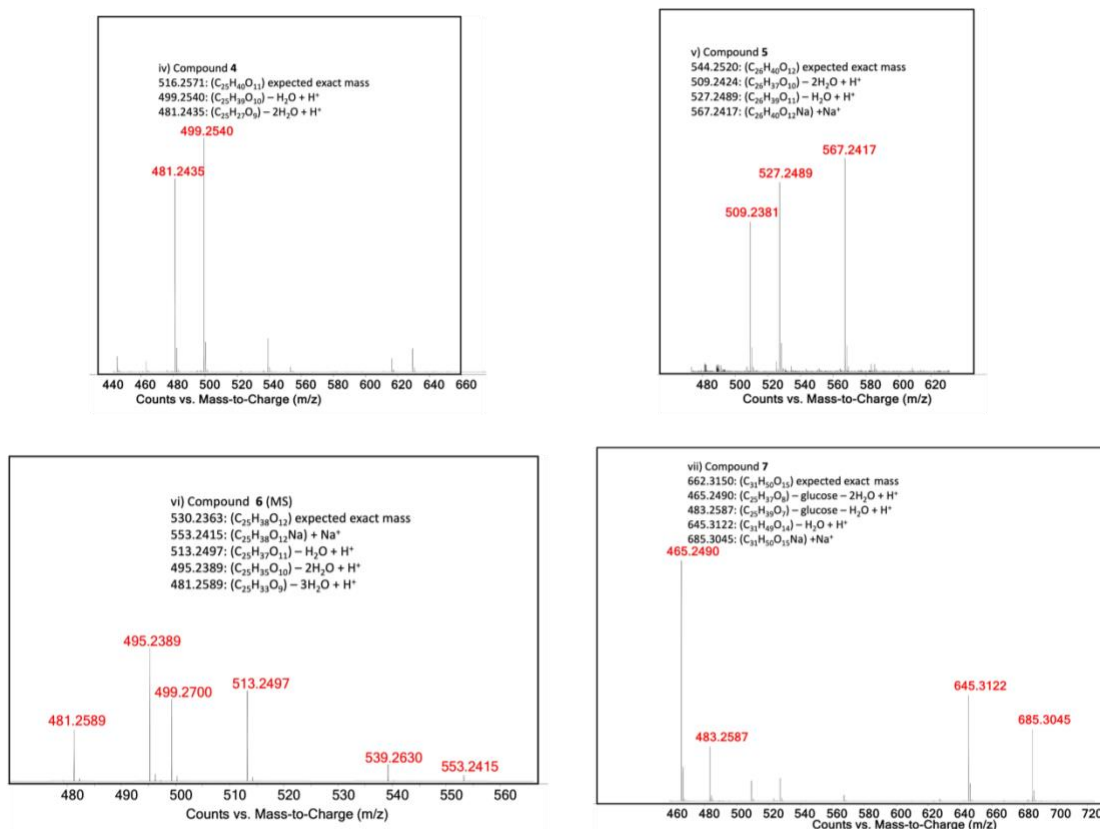 iv) Compound 4
516.2571: (C₂₅H₄₀O₁₁) expected exact mass
499.2540: (C₂₅H₃₉O₁₀) – H₂O + H⁺
481.2435: (C₂₅H₂₇O₉) – 2H₂O + H⁺
499.2540
481.2435
440 460 480 500 520 540 560 580 600 620 640 660
Counts vs. Mass-to-Charge (m/z)
v) Compound 5
544.2520: (C₂₆H₄₀O₁₂) expected exact mass
509.2424: (C₂₆H₃₇O₁₀) – 2H₂O + H⁺
527.2489: (C₂₆H₃₉O₁₁) – H₂O + H⁺
567.2417: (C₂₆H₄₀O₁₂Na) +Na⁺
567.2417
527.2489
509.2381
480 500 520 540 560 580 600 620
Counts vs. Mass-to-Charge (m/z)
vi) Compound 6 (MS)
530.2363: (C₂₅H₃₈O₁₂) expected exact mass
553.2415: (C₂₅H₃₈O₁₂Na) + Na⁺
513.2497: (C₂₅H₃₇O₁₁) – H₂O + H⁺
495.2389: (C₂₅H₃₅O₁₀) – 2H₂O + H⁺
481.2589: (C₂₅H₃₃O₉) – 3H₂O + H⁺
495.2389
499.2700
513.2497
481.2589
539.2630
553.2415
480 490 500 510 520 530 540 550 560
Counts vs. Mass-to-Charge (m/z)
vii) Compound 7
662.3150: (C₃₁H₅₀O₁₅) expected exact mass
465.2490: (C₂₅H₃₇O₈) – glucose – 2H₂O + H⁺
483.2587: (C₂₅H₃₉O₇) – glucose – H₂O + H⁺
645.3122: (C₃₁H₄₉O₁₄) – H₂O + H⁺
685.3045: (C₃₁H₅₀O₁₅Na) +Na⁺
465.2490
645.3122
685.3045
483.2587
460 480 500 520 540 560 580 600 620 640 660 680 700 720
Counts vs. Mass-to-Charge (m/z)